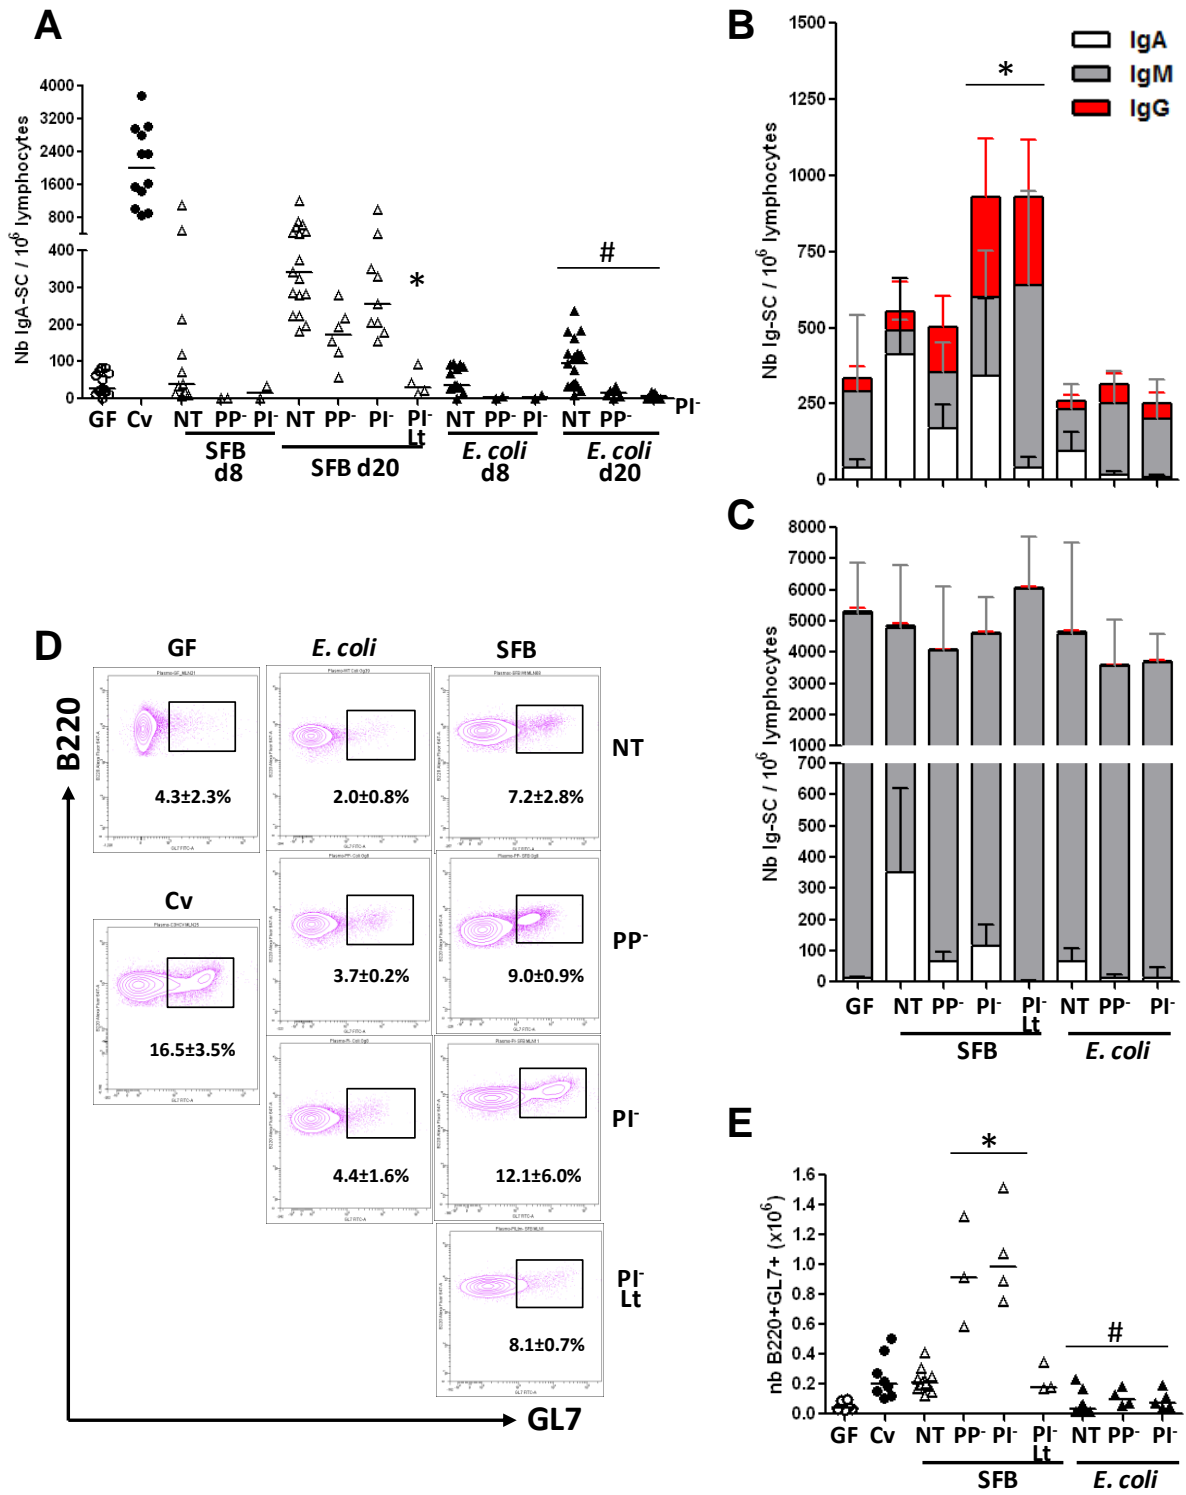 A
Nb IgA-SC / 10⁶ lymphocytes
4000
3200
2400
1600
800
400
300
200
100
0
*
#
GF Cv NT PP⁻ PI⁻ NT PP⁻ PI⁻ PI⁻ Lt NT PP⁻ PI⁻ NT PP⁻ PI⁻
SFB d8
SFB d20
E. coli d8
E. coli d20
B
Nb Ig-SC / 10⁶ lymphocytes
1500
1250
1000
750
500
250
0
*
IgA
IgM
IgG
C
Nb Ig-SC / 10⁶ lymphocytes
8000
7000
6000
5000
4000
3000
2000
1000
700
600
500
400
300
200
100
0
GF NT PP⁻ PI⁻ PI⁻ Lt NT PP⁻ PI⁻
SFB
E. coli
D
GF
E. coli
SFB
B220
4.3±2.3%
2.0±0.8%
7.2±2.8%
NT
Cv
3.7±0.2%
9.0±0.9%
PP⁻
16.5±3.5%
4.4±1.6%
12.1±6.0%
PI⁻
8.1±0.7%
PI⁻
Lt
GL7
E
nb B220+GL7+ (x10⁶)
1.6
1.4
1.2
1.0
0.8
0.6
0.4
0.2
0.0
*
#
GF Cv NT PP⁻ PI⁻ PI⁻ Lt NT PP⁻ PI⁻
SFB
E. coli